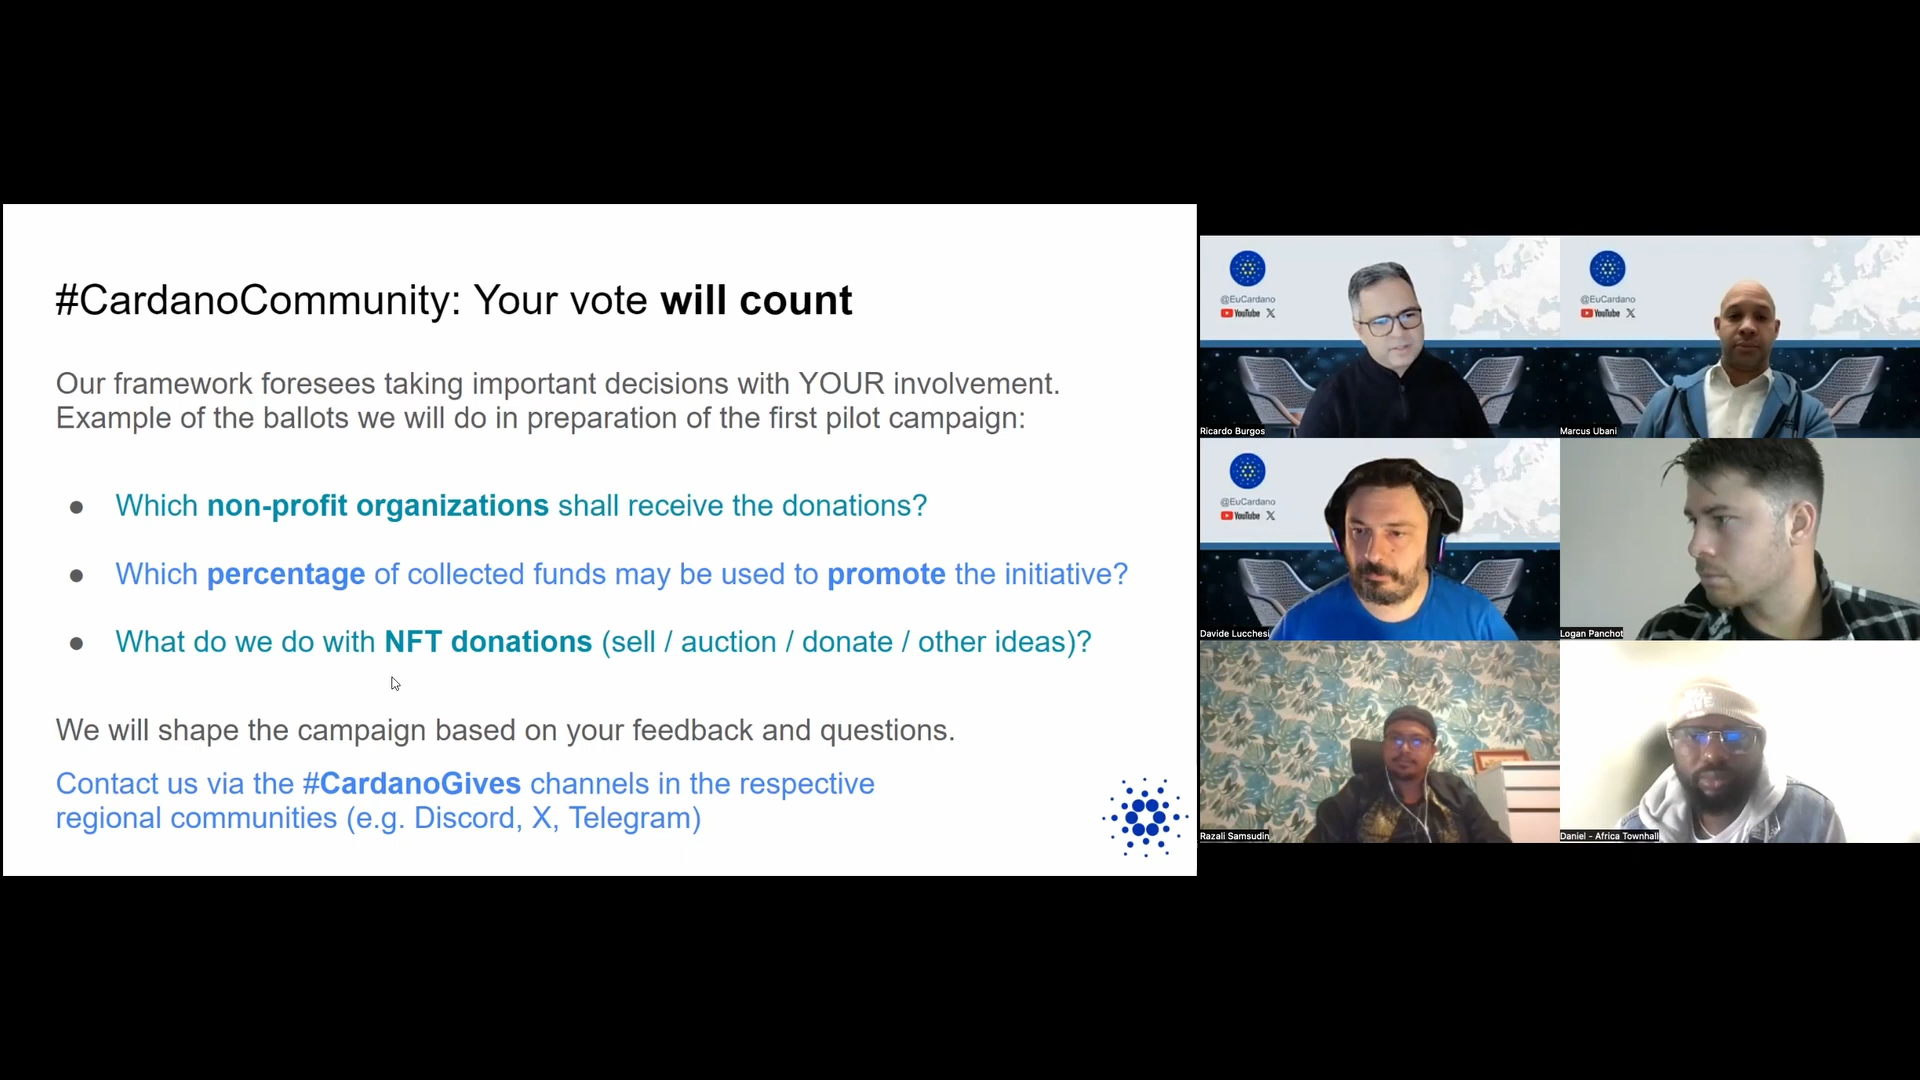 #CardanoCommunity: Your vote will count
Our framework foresees taking important decisions with YOUR involvement.
Example of the ballots we will do in preparation of the first pilot campaign:
● Which non-profit organizations shall receive the donations?
● Which percentage of collected funds may be used to promote the initiative?
● What do we do with NFT donations (sell / auction / donate / other ideas)?
We will shape the campaign based on your feedback and questions.
Contact us via the #CardanoGives channels in the respective
regional communities (e.g. Discord, X, Telegram)
@EuCardano
YouTube X
Ricardo Burgos
@EuCardano
YouTube X
Marcus Ubani
@EuCardano
YouTube X
Davide Lucchesi
Logan Panchot
Razali Samsudin
Daniel - Africa Townhall